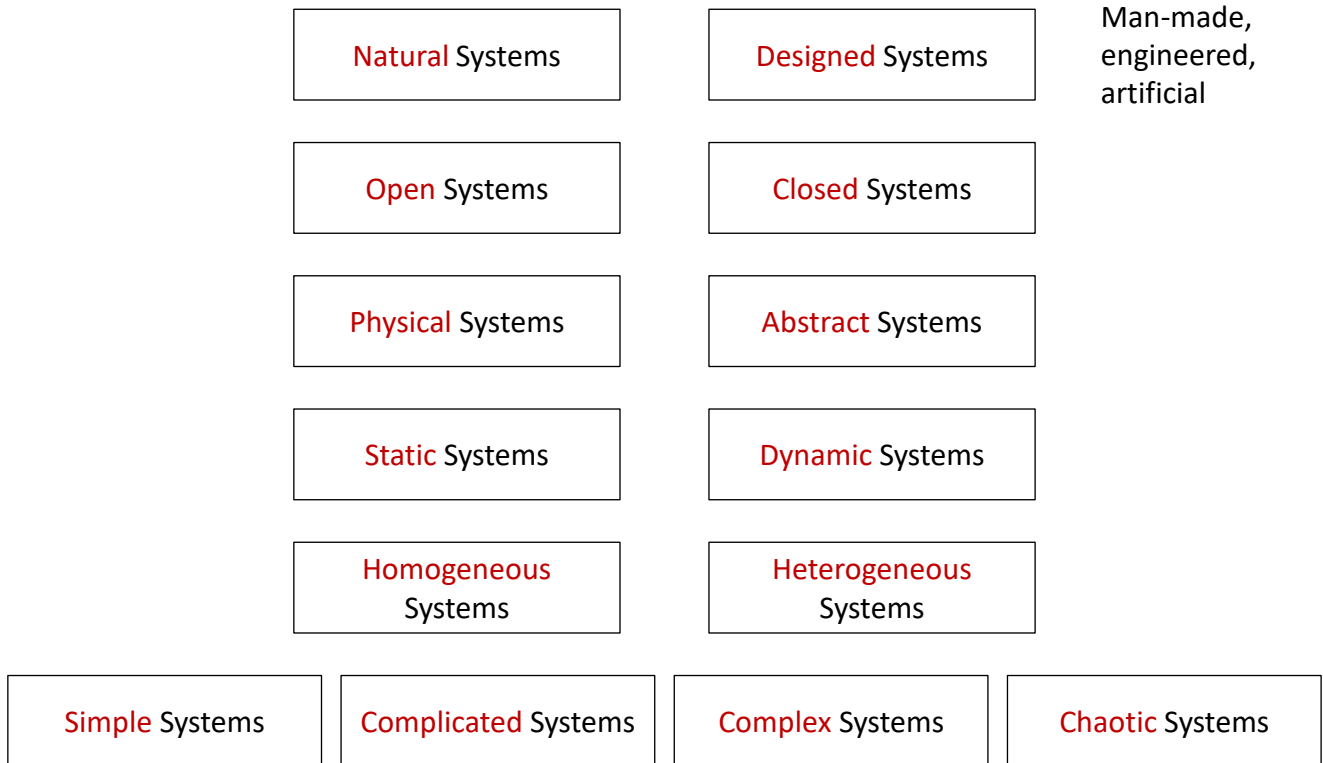 Natural Systems
Designed Systems
Man-made,
engineered,
artificial
Open Systems
Closed Systems
Physical Systems
Abstract Systems
Static Systems
Dynamic Systems
Homogeneous
Systems
Heterogeneous
Systems
Simple Systems
Complicated Systems
Complex Systems
Chaotic Systems